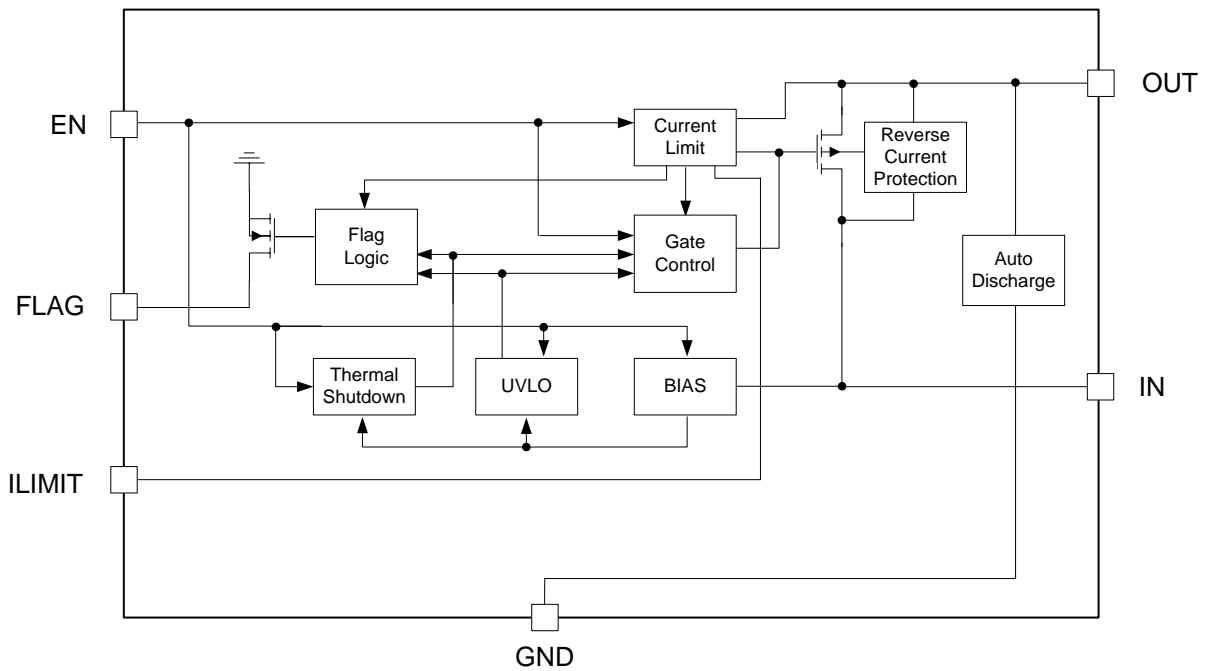 OUT
EN
Current
Limit
Reverse
Current
Protection
Flag
Logic
Gate
Control
Auto
Discharge
FLAG
Thermal
Shutdown
UVLO
BIAS
IN
ILIMIT
GND